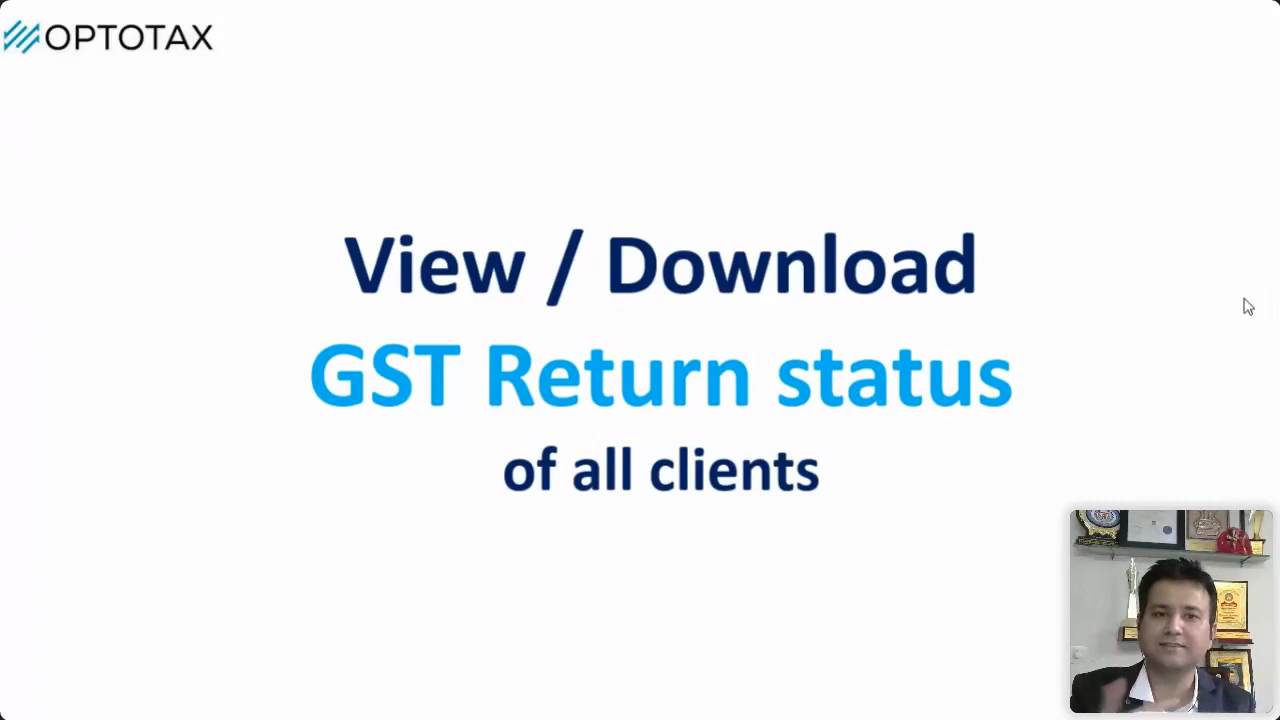 OPTOTAX
View / Download
GST Return status
of all clients